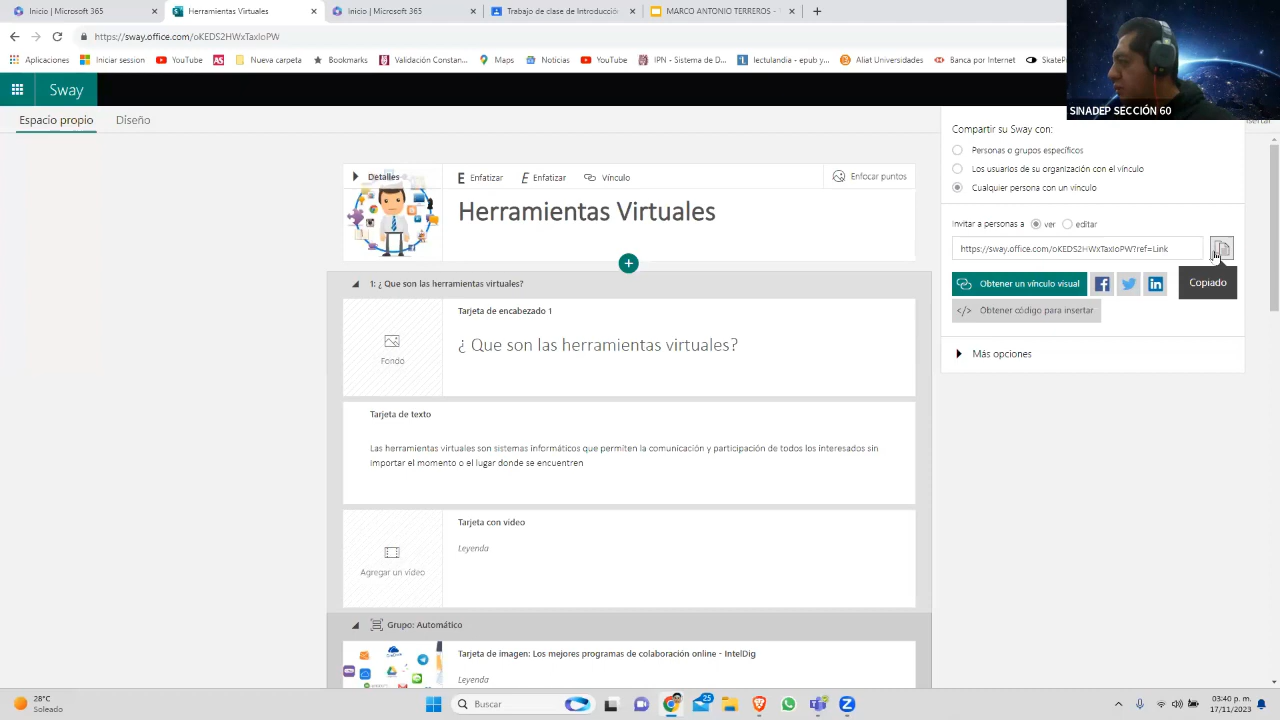 Inicio | Microsoft 365
Herramientas Virtuales
Inicio | Microsoft 365
Trabajo de clase de Introducción
MARCO ANTONIO TERREROS -
https://sway.office.com/oKEDS2HWxTaxIoPW
Aplicaciones
Iniciar session
YouTube
Nueva carpeta
Bookmarks
Validación Constan...
Maps
Noticias
YouTube
IPN - Sistema de D...
lectulandia - epub y...
Aliat Universidades
Banca por Internet
SINADEP SECCIÓN 60
Sway
Espacio propio
Diseño
Detalles
Enfatizar
Enfatizar
Vínculo
Enfocar puntos
Herramientas Virtuales
1: ¿ Que son las herramientas virtuales?
Tarjeta de encabezado 1
Fondo
¿ Que son las herramientas virtuales?
Tarjeta de texto
Las herramientas virtuales son sistemas informáticos que permiten la comunicación y participación de todos los interesados sin
importar el momento o el lugar donde se encuentren
Tarjeta con video
Leyenda
Agregar un vídeo
Grupo: Automático
Tarjeta de imagen: Los mejores programas de colaboración online - IntelDig
Leyenda
Compartir su Sway con:
Personas o grupos específicos
Los usuarios de su organización con el vínculo
Cualquier persona con un vínculo
Invitar a personas a
ver
editar
https://sway.office.com/oKEDS2HWxTaxIoPW?ref=Link
Obtener un vínculo visual
Copiado
Obtener código para insertar
Más opciones
28°C
Soleado
Buscar
25
03:40 p. m.
17/11/2023